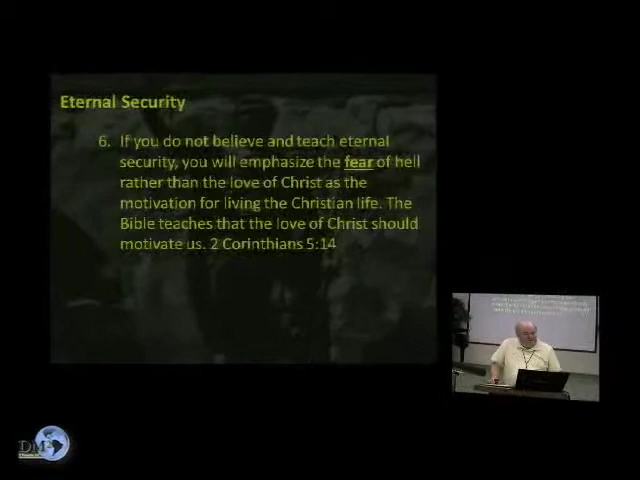 Eternal Security
6. If you do not believe and teach eternal
security, you will emphasize the fear of hell
rather than the love of Christ as the
motivation for living the Christian life. The
Bible teaches that the love of Christ should
motivate us. 2 Corinthians 5:14